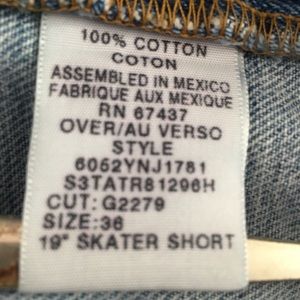 100% COTTON
COTON
ASSEMBLED IN MEXICO
FABRIQUE AUX MEXIQUE
RN 67437
OVER/AU VERSO
STYLE
6052YNJ1781
S3TATR81296H
CUT: G2279
SIZE: 36
19" SKATER SHORT